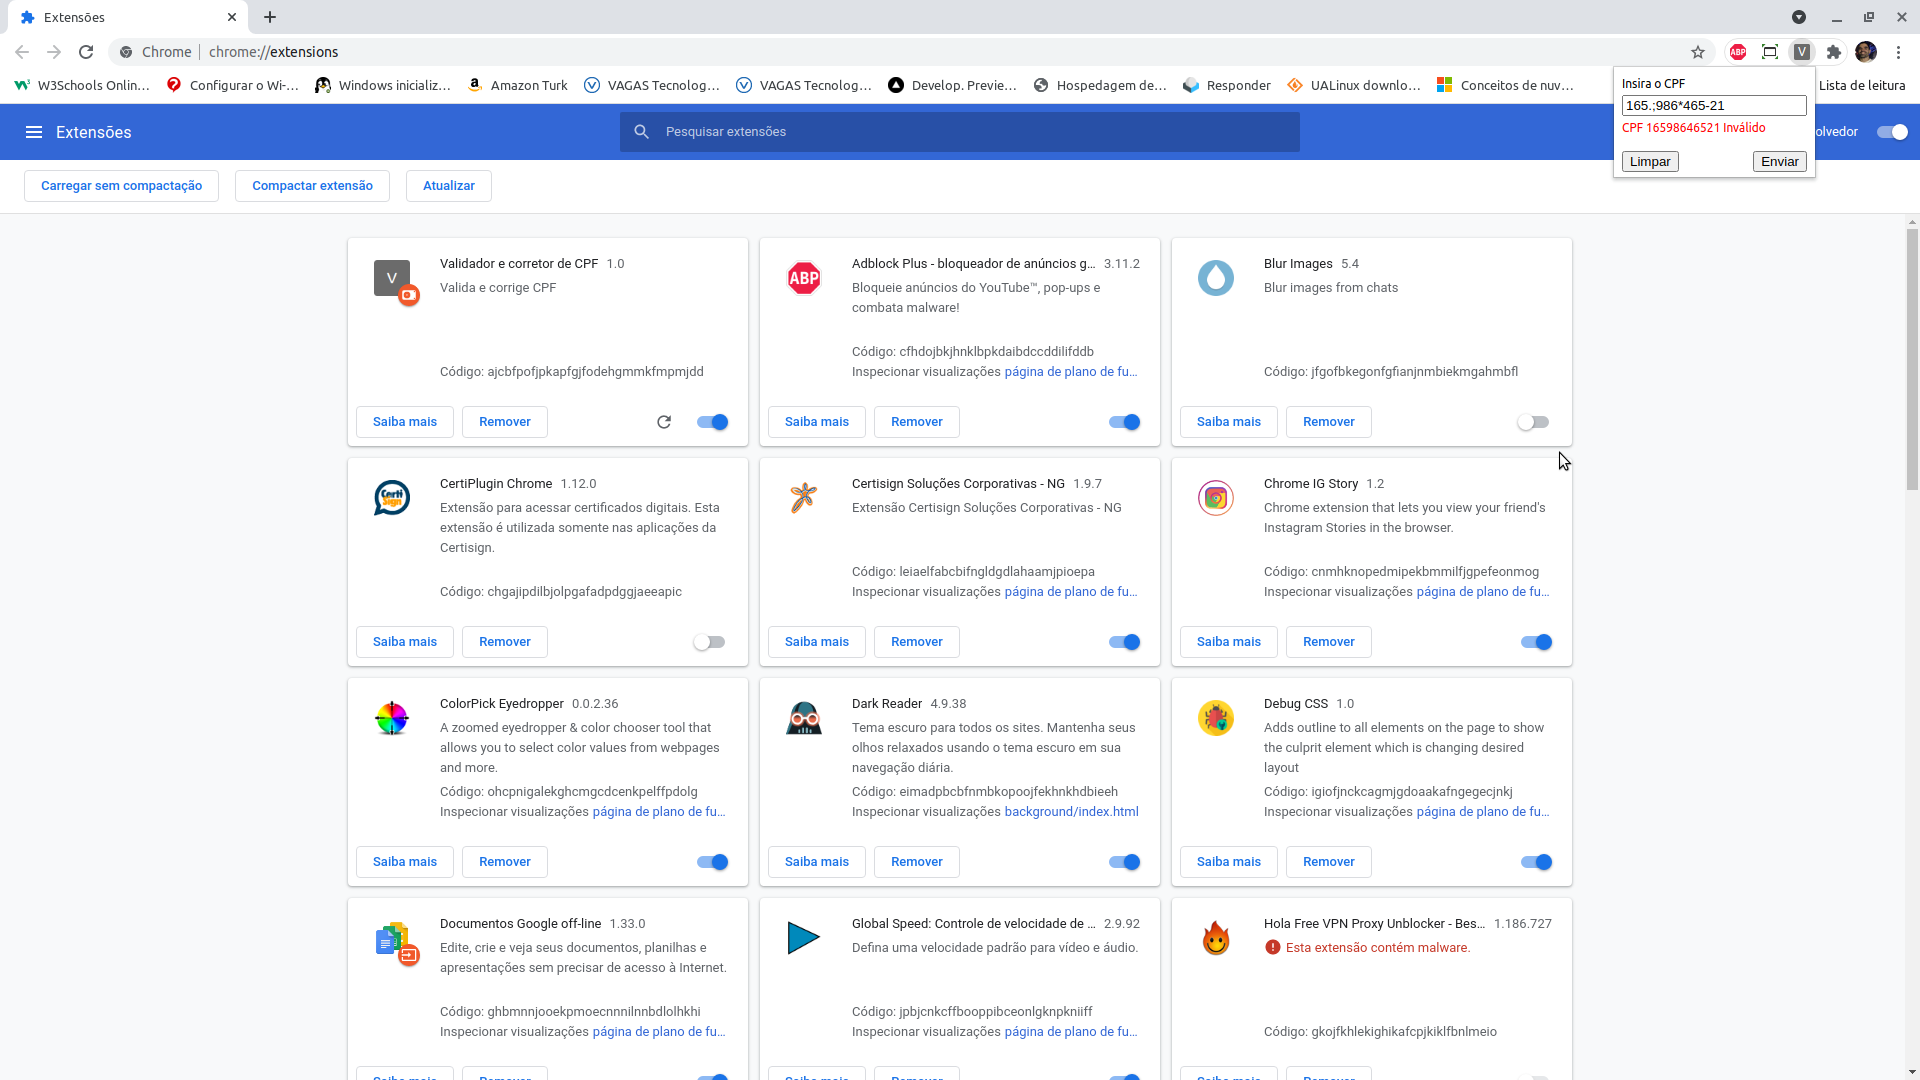 Extensões
Chrome
chrome://extensions
ABP
V
W3Schools Onlin...
Configurar o Wi-...
Windows inicializ...
Amazon Turk
VAGAS Tecnolog...
VAGAS Tecnolog...
Develop. Previe...
Hospedagem de...
Responder
UALinux downlo...
Conceitos de nuv...
Lista de leitura
Insira o CPF
165.;986*465-21
CPF 16598646521 Inválido
Limpar
Enviar
Extensões
Pesquisar extensões
olvedor
Carregar sem compactação
Compactar extensão
Atualizar
V
Validador e corretor de CPF 1.0
Valida e corrige CPF
Código: ajcbfpofjpkapfgjfodehgmmkfmpmjdd
Saiba mais
Remover
ABP
Adblock Plus - bloqueador de anúncios g... 3.11.2
Bloqueie anúncios do YouTube™, pop-ups e
combata malware!
Código: cfhdojbkjhnklbpkdaibdccddilifddb
Inspecionar visualizações página de plano de fu...
Saiba mais
Remover
Blur Images 5.4
Blur images from chats
Código: jfgofbkegonfgfianjnmbiekmgahmbfl
Saiba mais
Remover
Certi
Sign
CertiPlugin Chrome 1.12.0
Extensão para acessar certificados digitais. Esta
extensão é utilizada somente nas aplicações da
Certisign.
Código: chgajipdilbjolpgafadpdggjaeeapic
Saiba mais
Remover
Certisign Soluções Corporativas - NG 1.9.7
Extensão Certisign Soluções Corporativas - NG
Código: leiaelfabcbifngldgdlahaamjpioepa
Inspecionar visualizações página de plano de fu...
Saiba mais
Remover
Chrome IG Story 1.2
Chrome extension that lets you view your friend's
Instagram Stories in the browser.
Código: cnmhknopedmipekbmmilfjgpefeonmog
Inspecionar visualizações página de plano de fu...
Saiba mais
Remover
ColorPick Eyedropper 0.0.2.36
A zoomed eyedropper & color chooser tool that
allows you to select color values from webpages
and more.
Código: ohcpnigalekghcmgcdcenkpelffpdolg
Inspecionar visualizações página de plano de fu...
Saiba mais
Remover
Dark Reader 4.9.38
Tema escuro para todos os sites. Mantenha seus
olhos relaxados usando o tema escuro em sua
navegação diária.
Código: eimadpbcbfnmbkopoojfekhnkhdbieeh
Inspecionar visualizações background/index.html
Saiba mais
Remover
Debug CSS 1.0
Adds outline to all elements on the page to show
the culprit element which is changing desired
layout
Código: igiofjnckcagmjgdoaakafngegecjnkj
Inspecionar visualizações página de plano de fu...
Saiba mais
Remover
Documentos Google off-line 1.33.0
Edite, crie e veja seus documentos, planilhas e
apresentações sem precisar de acesso à Internet.
Código: ghbmnnjooekpmoecnnnilnnbdlolhkhi
Inspecionar visualizações página de plano de fu...
Saiba mais
Remover
Global Speed: Controle de velocidade de ... 2.9.92
Defina uma velocidade padrão para vídeo e áudio.
Código: jpbjcnkcffbooppibceonlgknpkniiff
Inspecionar visualizações página de plano de fu...
Saiba mais
Remover
Hola Free VPN Proxy Unblocker - Bes... 1.186.727
Esta extensão contém malware.
Código: gkojfkhlekighikafcpjkiklfbnlmeio
Saiba mais
Remover